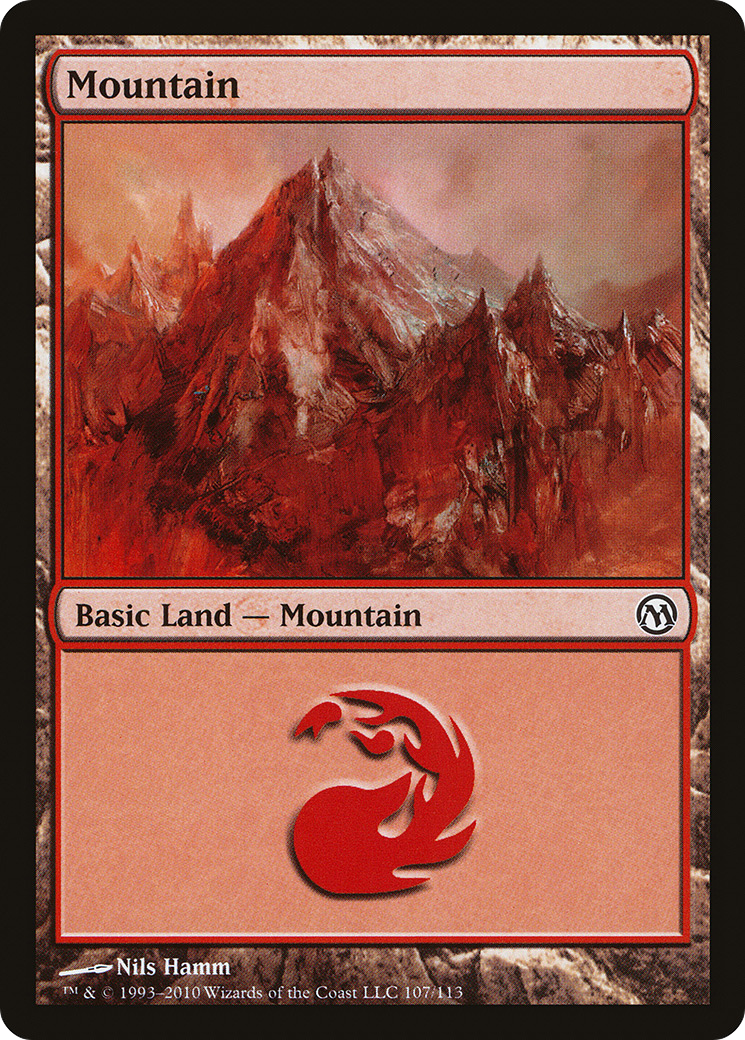 Mountain
Basic Land — Mountain
Nils Hamm
™ & © 1993–2010 Wizards of the Coast LLC 107/113